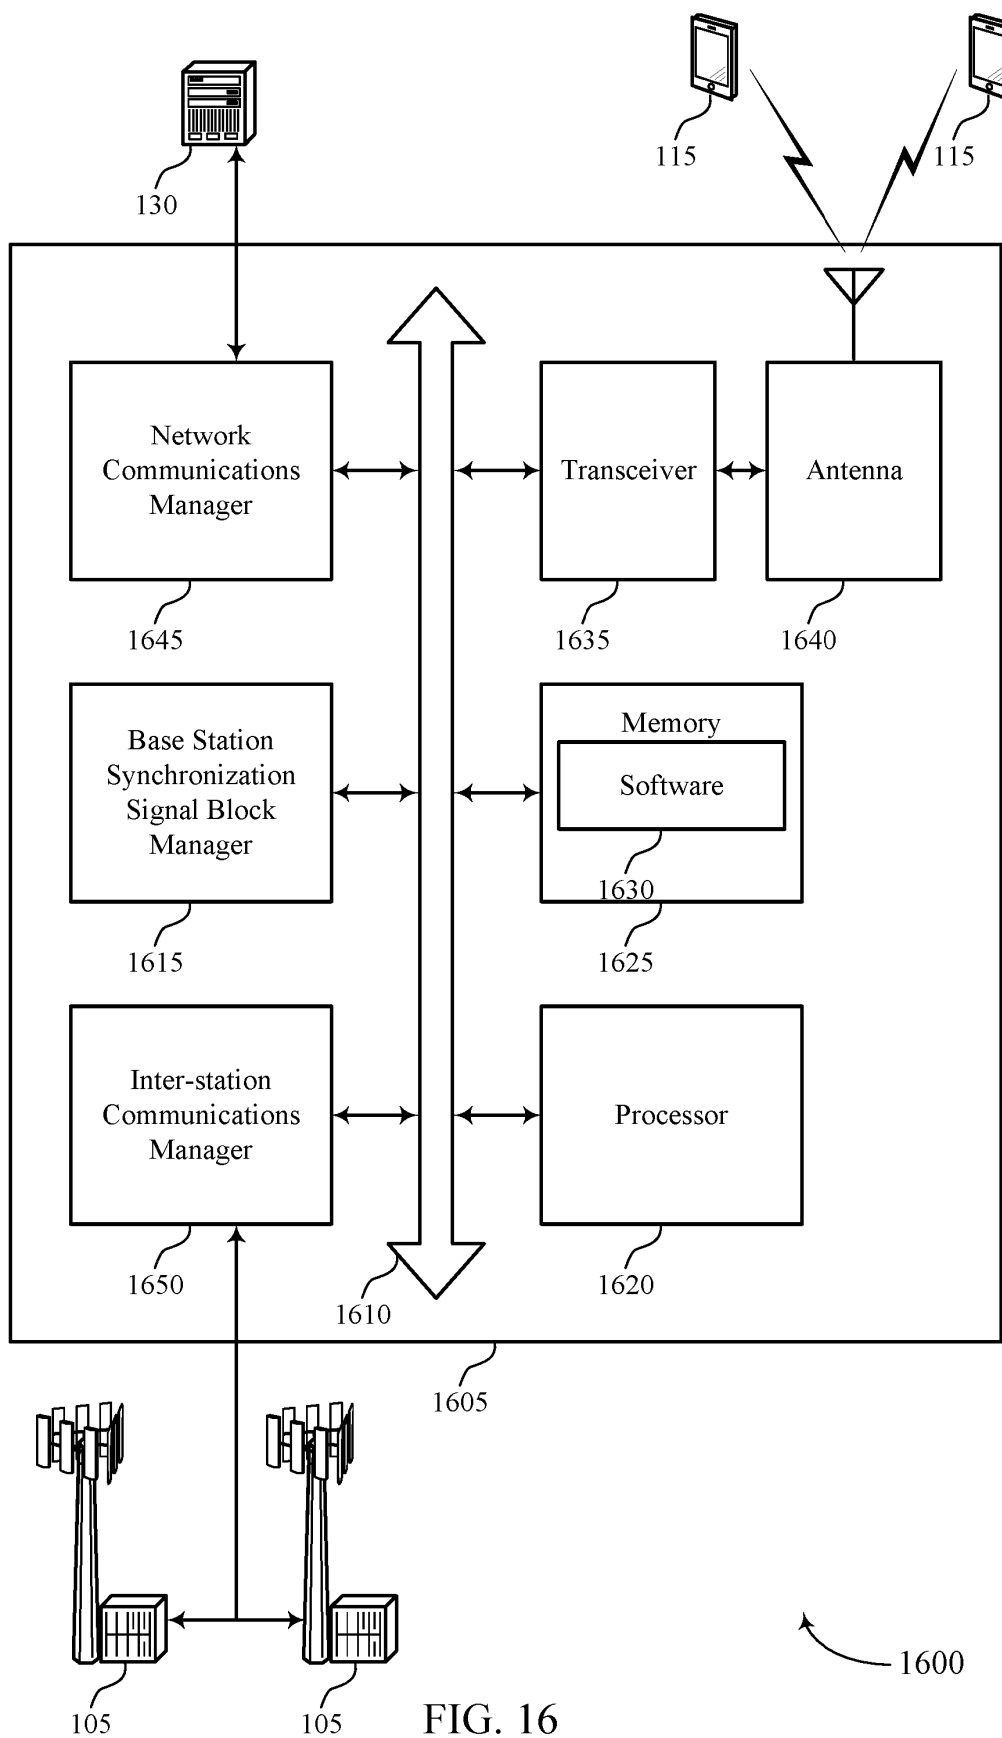 115
115
130
Network
Communications
Manager
Transceiver
Antenna
1645
1635
1640
Base Station
Synchronization
Signal Block
Manager
Memory
Software
1630
1615
1625
Inter-station
Communications
Manager
Processor
1650
1610
1620
1605
1600
105
105
FIG. 16